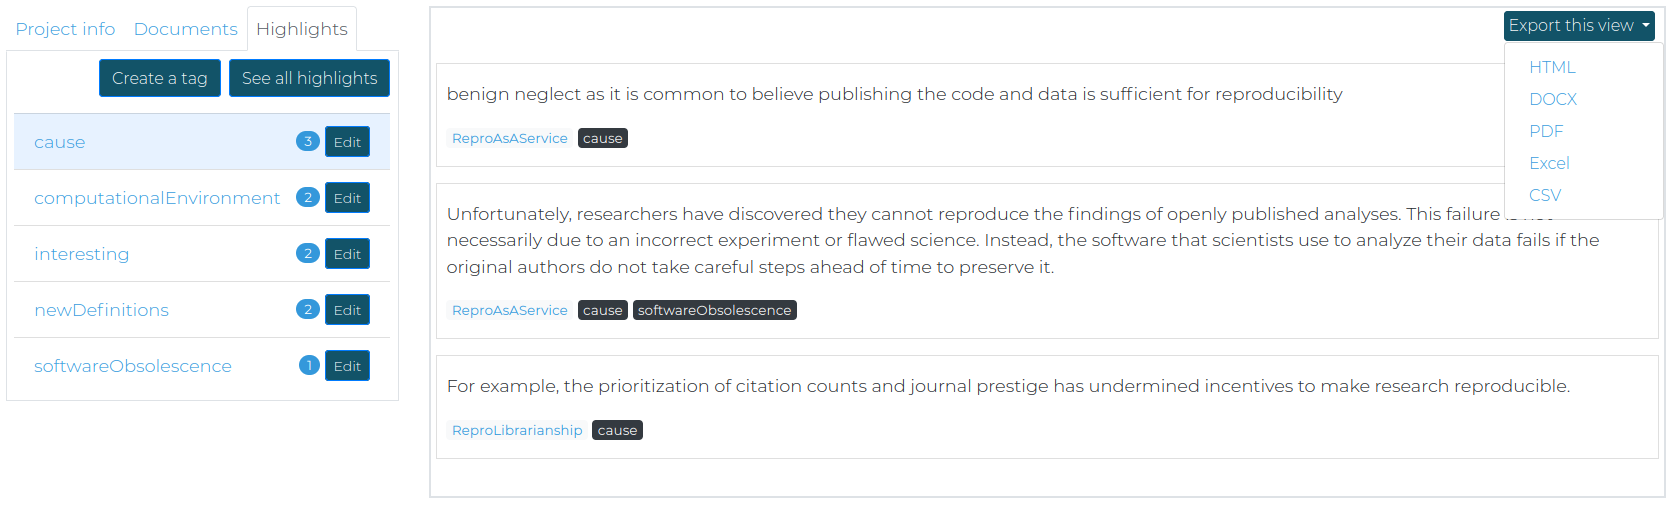 Project info Documents Highlights
Create a tag See all highlights
cause 3 Edit
computationalEnvironment 2 Edit
interesting 2 Edit
newDefinitions 2 Edit
softwareObsolescence 1 Edit
Export this view
HTML
DOCX
PDF
Excel
CSV
benign neglect as it is common to believe publishing the code and data is sufficient for reproducibility
ReproAsAService cause
Unfortunately, researchers have discovered they cannot reproduce the findings of openly published analyses. This failure is not
necessarily due to an incorrect experiment or flawed science. Instead, the software that scientists use to analyze their data fails if the
original authors do not take careful steps ahead of time to preserve it.
ReproAsAService cause softwareObsolescence
For example, the prioritization of citation counts and journal prestige has undermined incentives to make research reproducible.
ReproLibrarianship cause